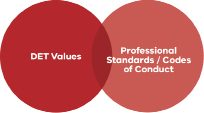 DET Values
Professional
Standards / Codes
of Conduct